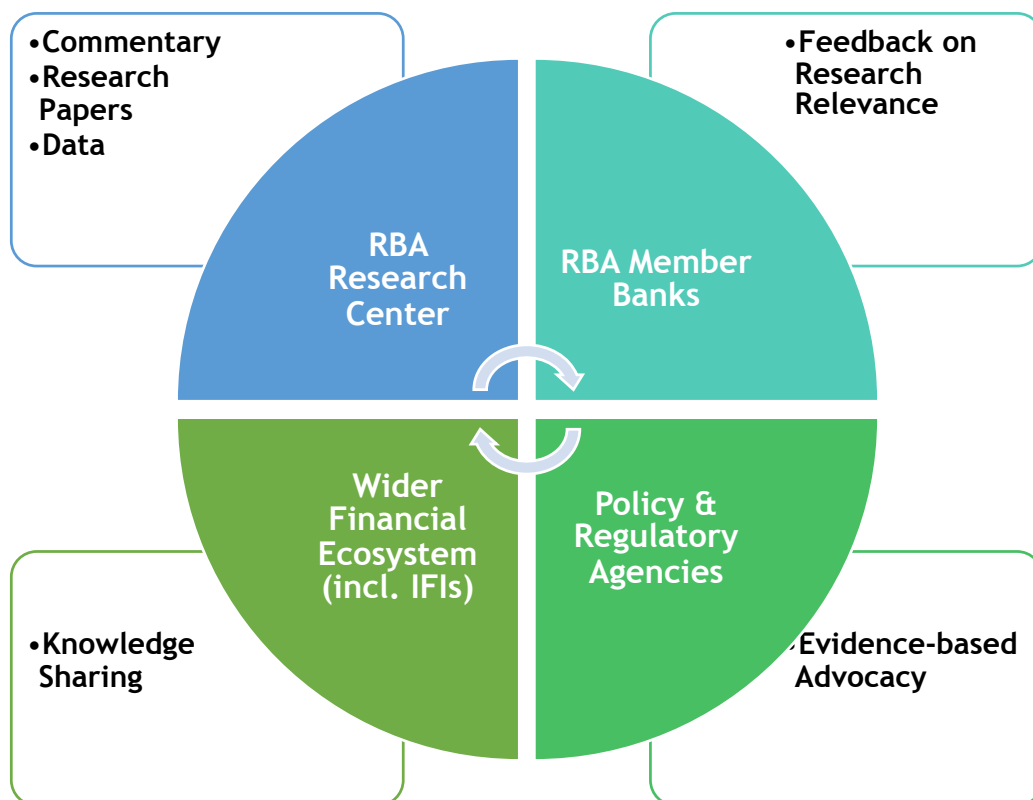 •Commentary
•Research
Papers
•Data
•Feedback on
Research
Relevance
RBA
Research
Center
RBA Member
Banks
Wider
Financial
Ecosystem
(incl. IFIs)
Policy &
Regulatory
Agencies
•Knowledge
Sharing
•Evidence-based
Advocacy